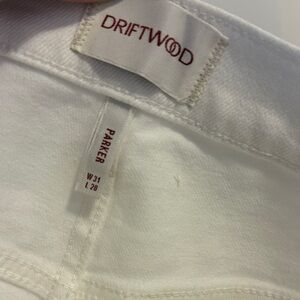 DRIFTWOOD
PARKER
W 31
L 28